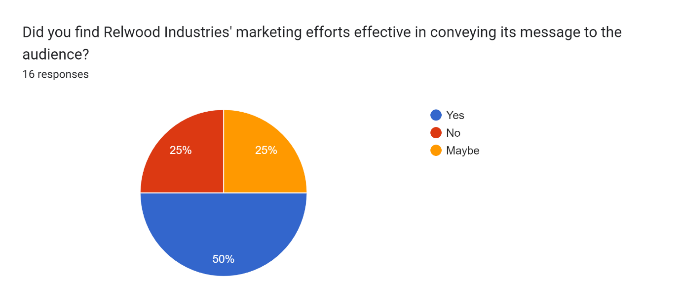 Did you find Relwood Industries' marketing efforts effective in conveying its message to the
audience?
16 responses
Yes
No
Maybe
25%
25%
50%